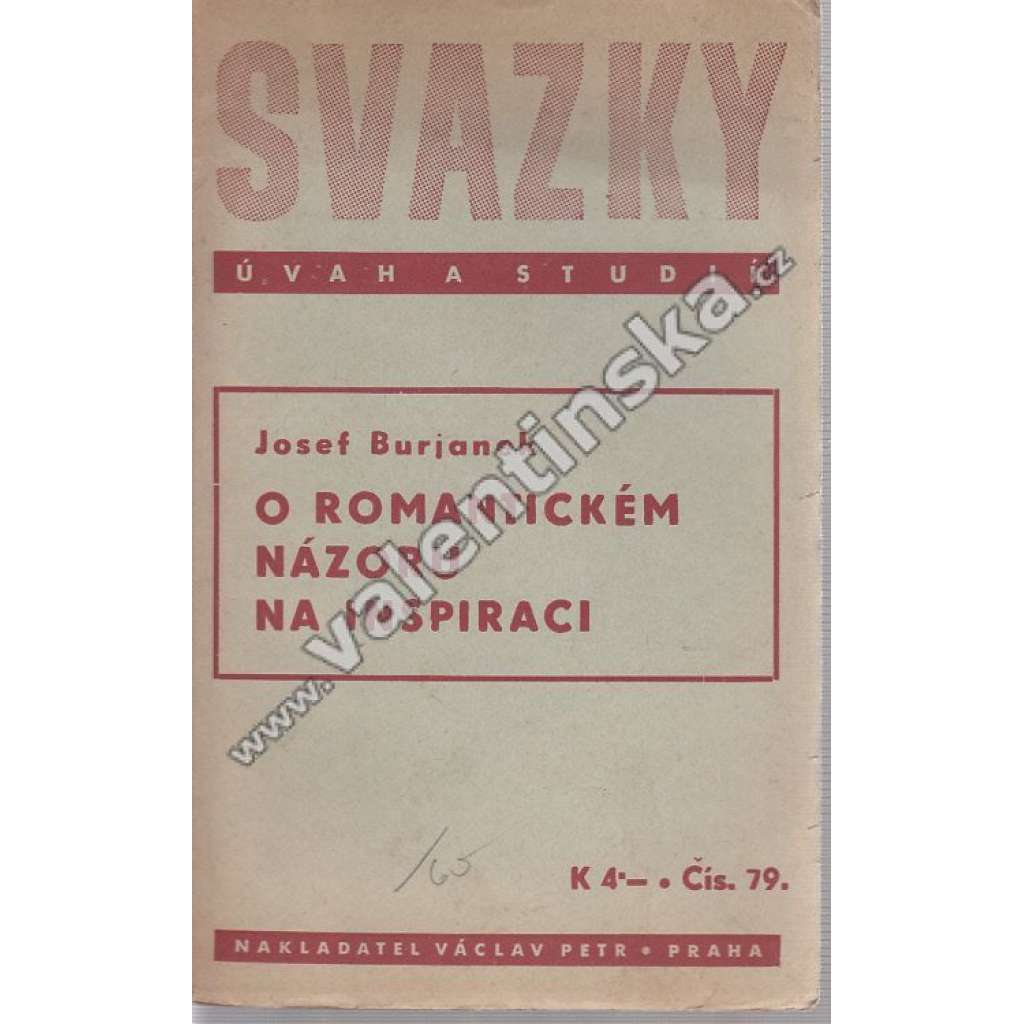 SVAZKY
ÚVAH A STUDIÍ
Josef Burjanek
O ROMANTICKÉM
NÁZORU
NA INSPIRACI
www.valentinska.cz
/65
K 4·— • Čís. 79.
NAKLADATEL VÁCLAV PETR • PRAHA